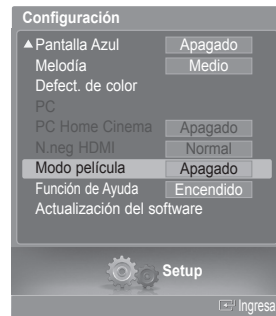 Configuración
▲Pantalla Azul Apagado
Melodía Medio
Defect. de color
PC
PC Home Cinema Apagado
N.neg HDMI Normal
Modo película Apagado
Función de Ayuda Encendido
Actualización del software
Setup
Ingresa